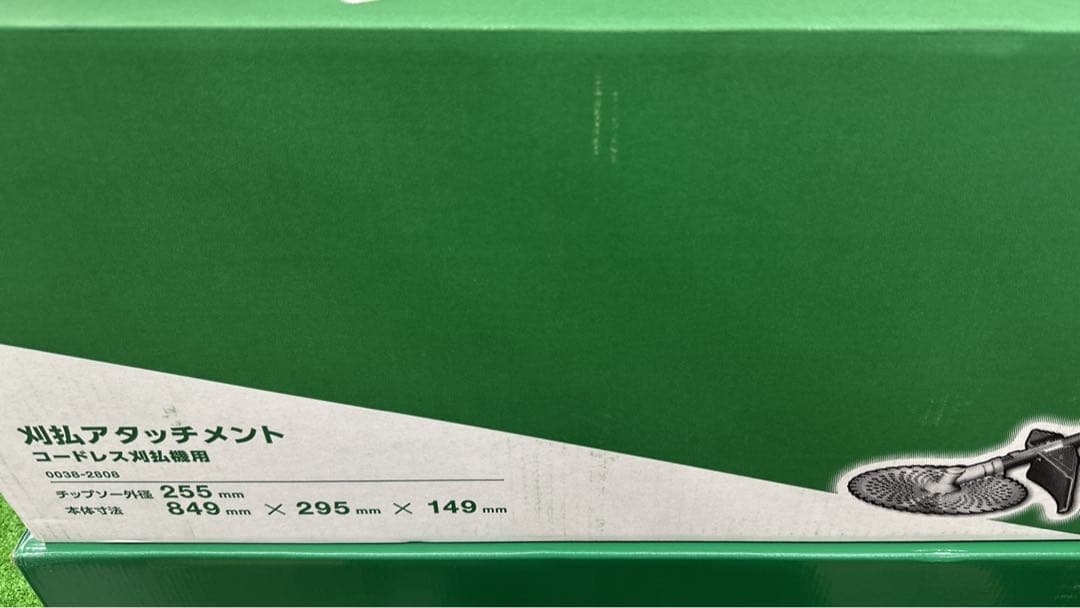 刈払アタッチメント
コードレス刈払機用
0038-2808
チップソー外径 255 mm
本体寸法 849 mm × 295 mm × 149 mm